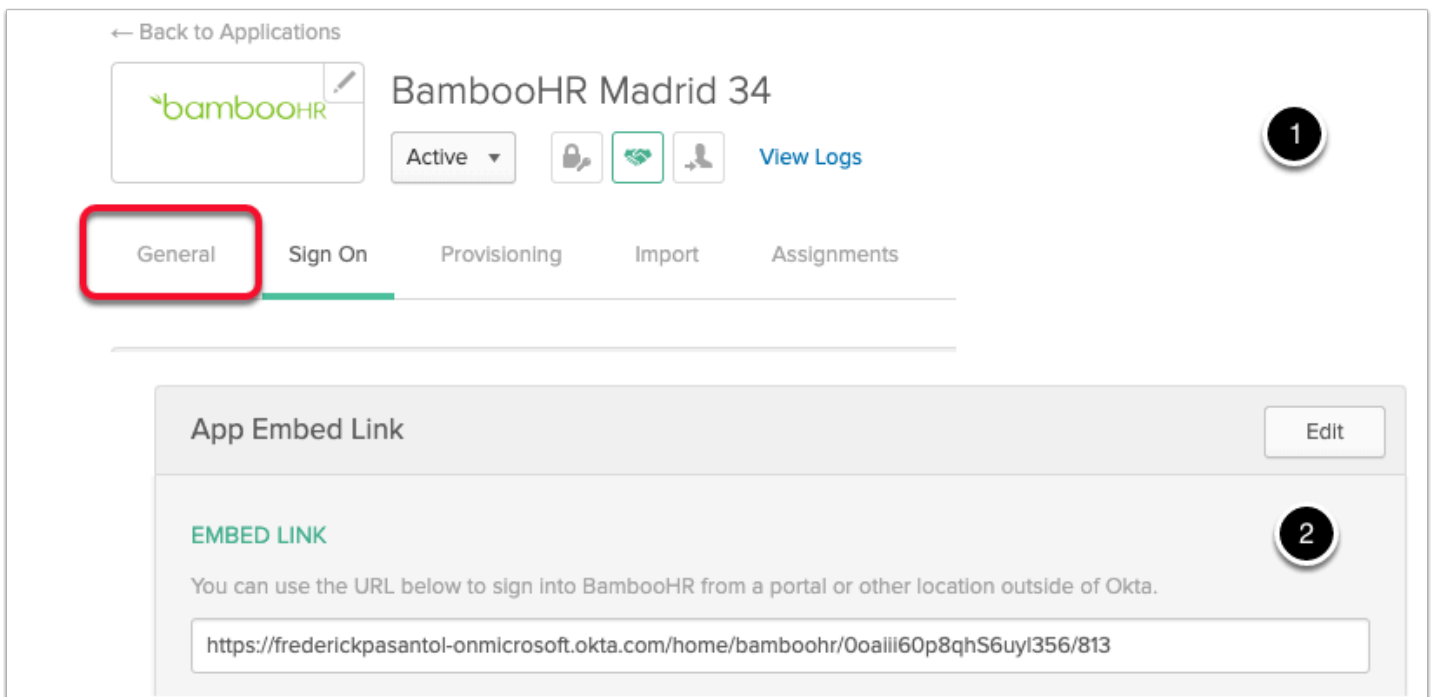 ← Back to Applications
bambooHR
BambooHR Madrid 34
1
Active
View Logs
General Sign On Provisioning Import Assignments
App Embed Link
Edit
EMBED LINK
2
You can use the URL below to sign into BambooHR from a portal or other location outside of Okta.
https://frederickpasantol-onmicrosoft.okta.com/home/bamboohr/0oaiii60p8qhS6uyl356/813